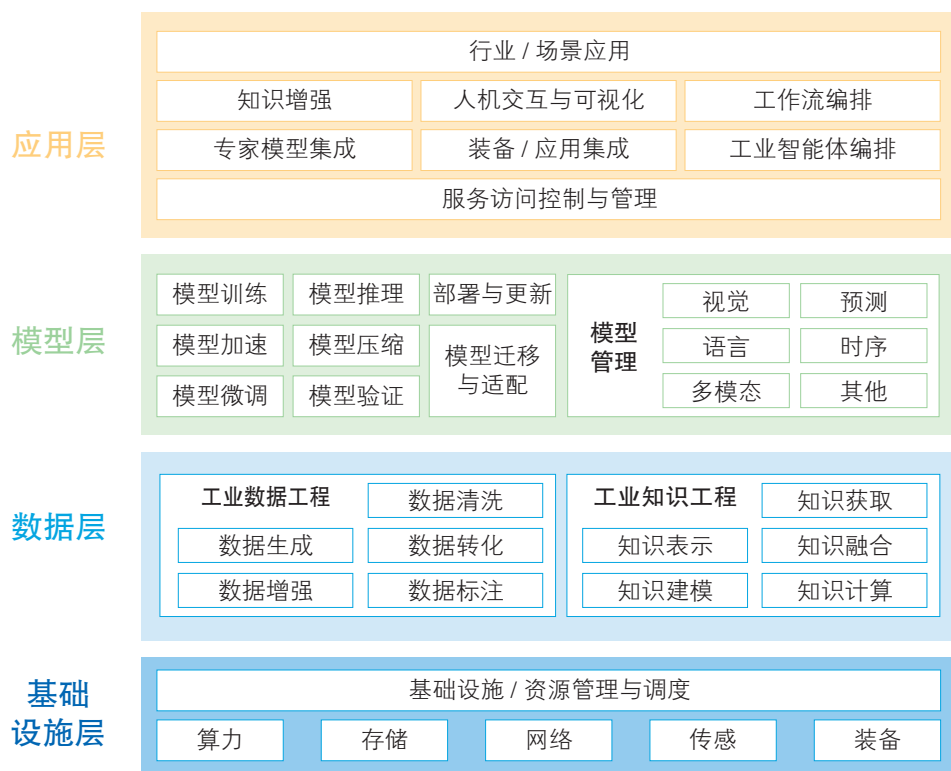 应用层
行业 / 场景应用
知识增强
人机交互与可视化
工作流编排
专家模型集成
装备 / 应用集成
工业智能体编排
服务访问控制与管理
模型层
模型训练
模型推理
部署与更新
模型加速
模型压缩
模型迁移
与适配
模型微调
模型验证
模型
管理
视觉
预测
语言
时序
多模态
其他
数据层
工业数据工程
数据清洗
数据生成
数据转化
数据增强
数据标注
工业知识工程
知识获取
知识表示
知识融合
知识建模
知识计算
基础
设施层
基础设施 / 资源管理与调度
算力
存储
网络
传感
装备